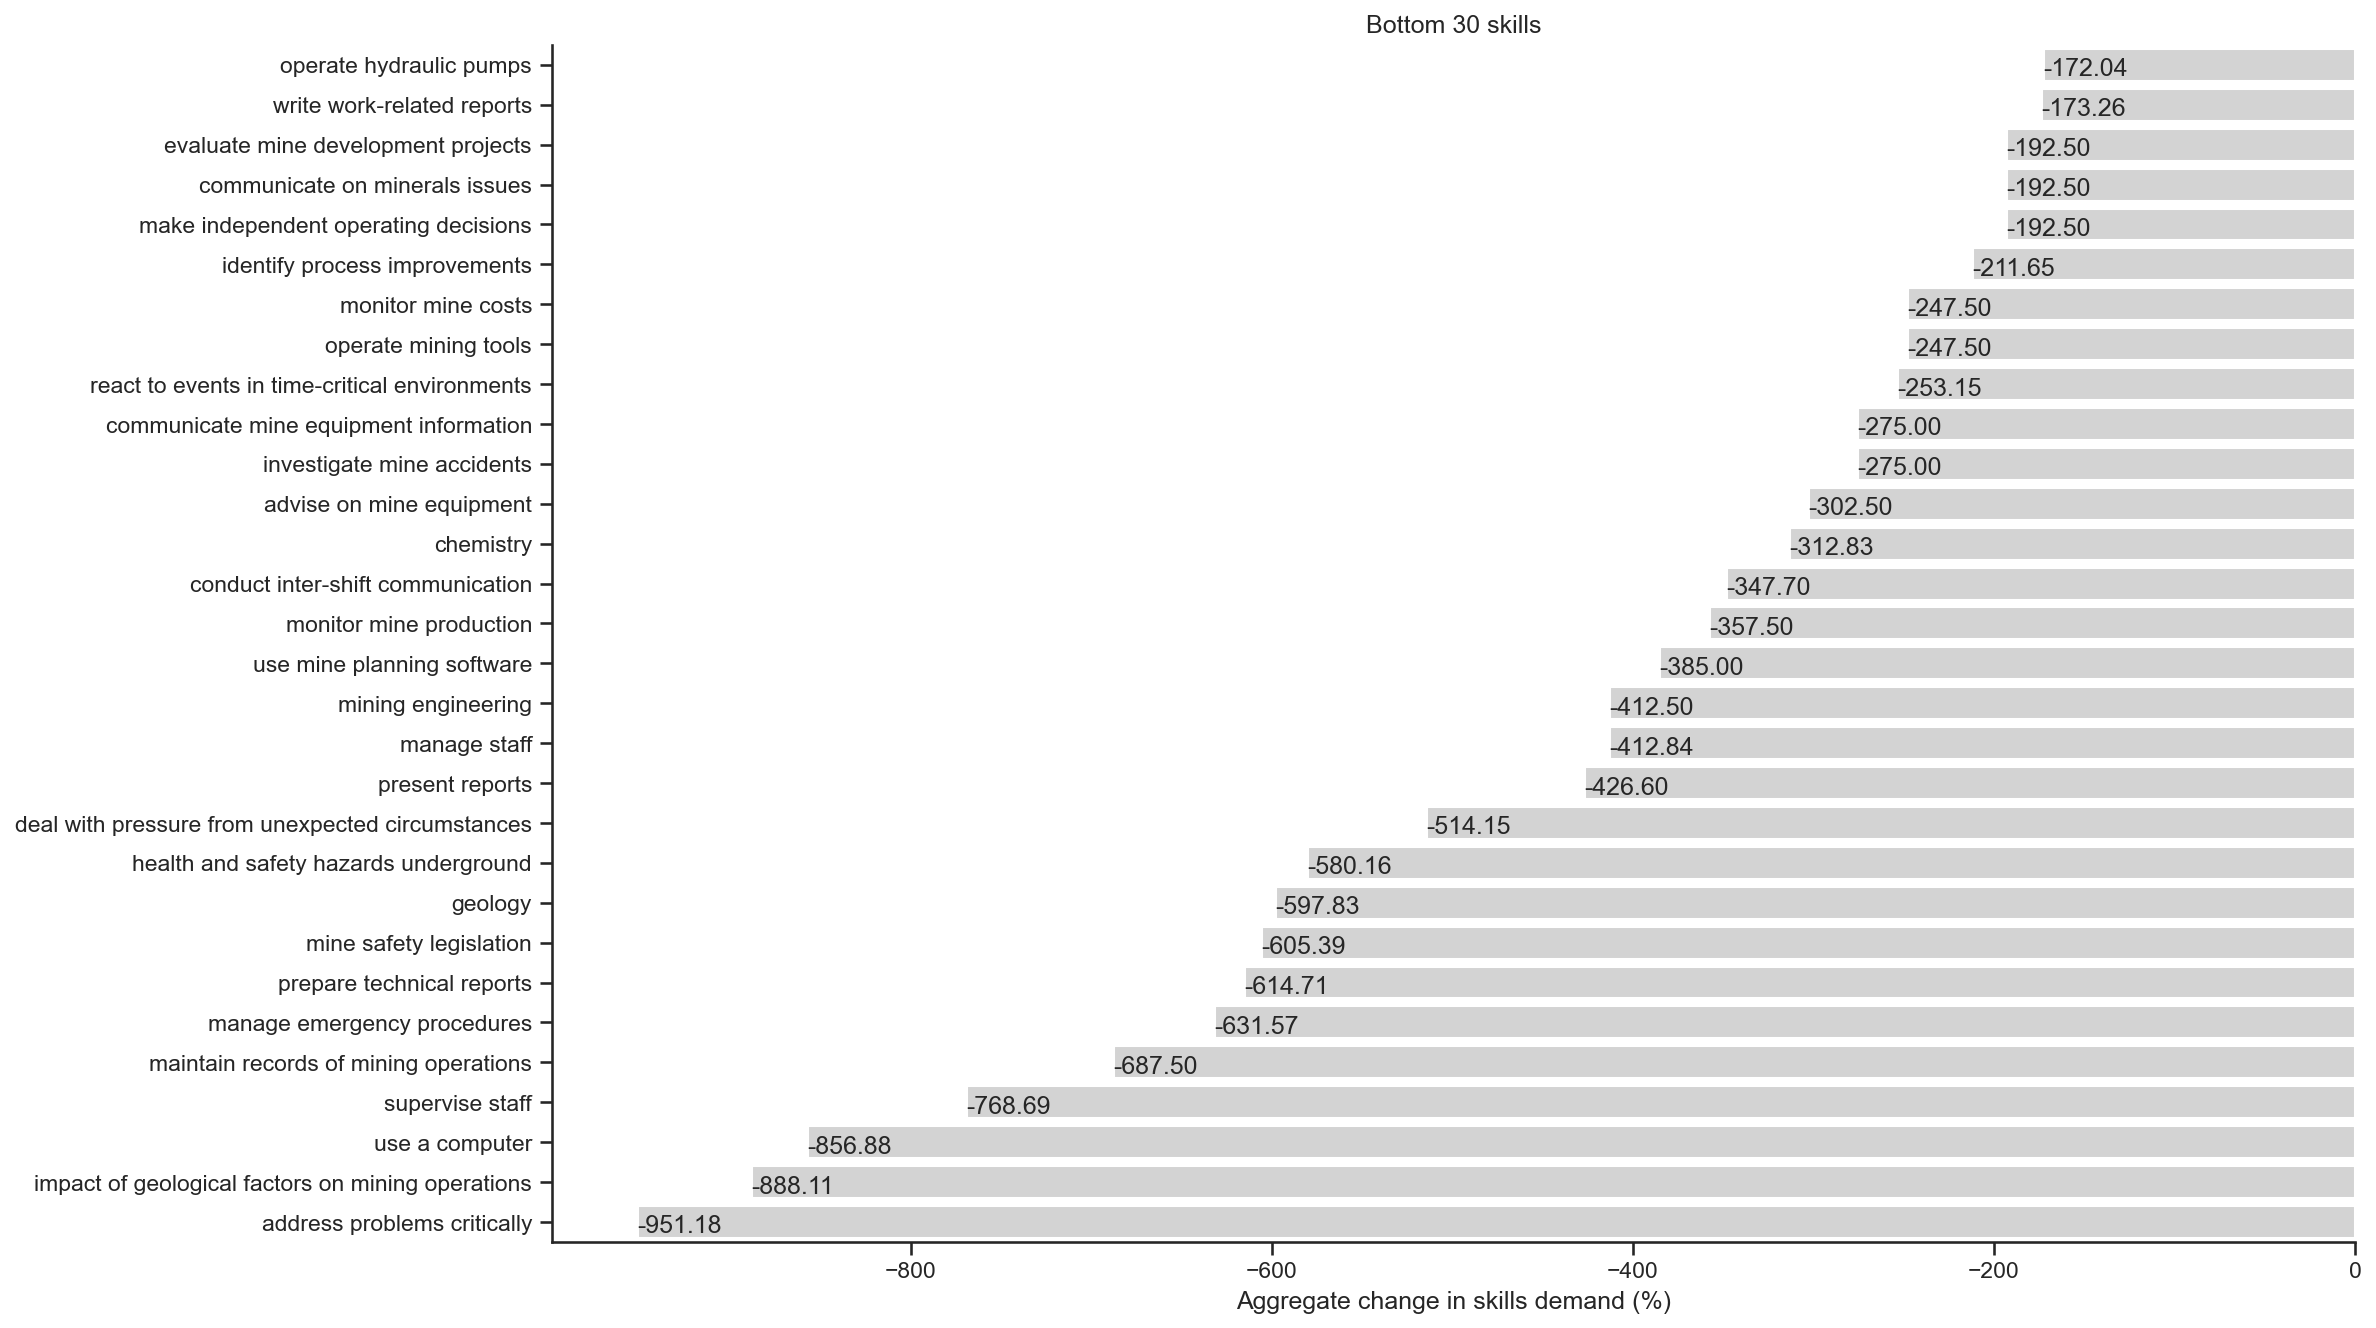 Bottom 30 skills
operate hydraulic pumps -172.04
write work-related reports -173.26
evaluate mine development projects -192.50
communicate on minerals issues -192.50
make independent operating decisions -192.50
identify process improvements -211.65
monitor mine costs -247.50
operate mining tools -247.50
react to events in time-critical environments -253.15
communicate mine equipment information -275.00
investigate mine accidents -275.00
advise on mine equipment -302.50
chemistry -312.83
conduct inter-shift communication -347.70
monitor mine production -357.50
use mine planning software -385.00
mining engineering -412.50
manage staff -412.84
present reports -426.60
deal with pressure from unexpected circumstances -514.15
health and safety hazards underground -580.16
geology -597.83
mine safety legislation -605.39
prepare technical reports -614.71
manage emergency procedures -631.57
maintain records of mining operations -687.50
supervise staff -768.69
use a computer -856.88
impact of geological factors on mining operations -888.11
address problems critically -951.18
−800 −600 −400 −200 0
Aggregate change in skills demand (%)